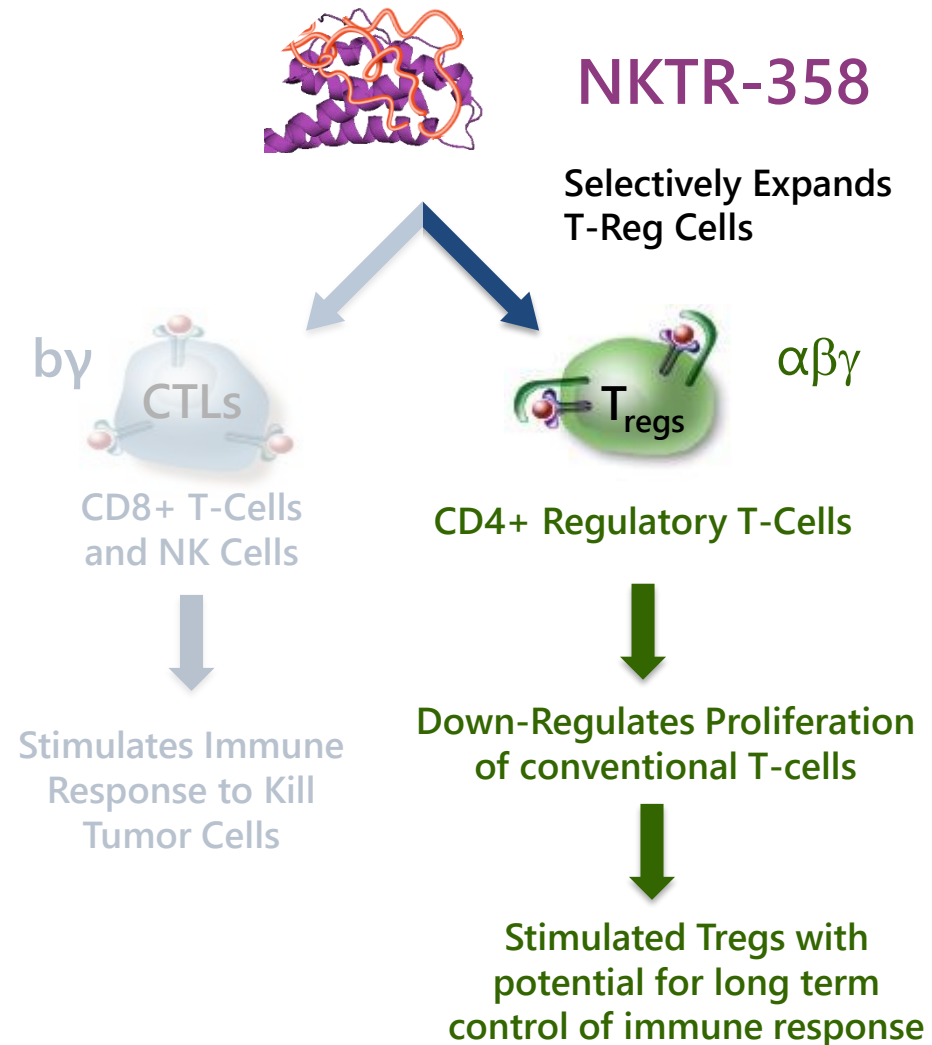 NKTR-358
Selectively Expands
T-Reg Cells
bγ
CTLs
CD8+ T-Cells
and NK Cells
Stimulates Immune
Response to Kill
Tumor Cells
Tregs
αβγ
CD4+ Regulatory T-Cells
Down-Regulates Proliferation
of conventional T-cells
Stimulated Tregs with
potential for long term
control of immune response